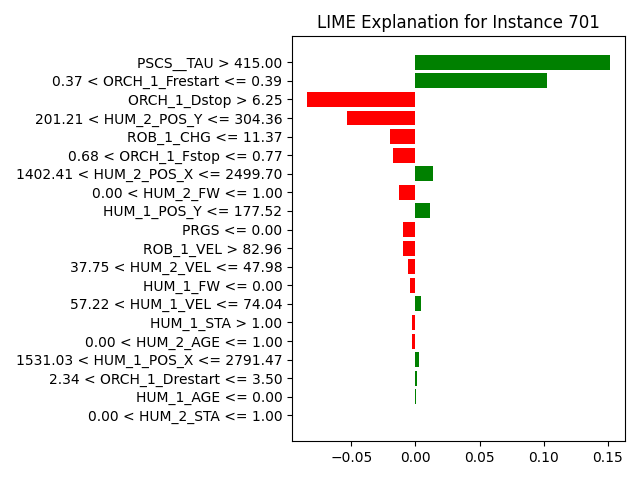 LIME Explanation for Instance 701
PSCS__TAU > 415.00
0.37 < ORCH_1_Frestart <= 0.39
ORCH_1_Dstop > 6.25
201.21 < HUM_2_POS_Y <= 304.36
ROB_1_CHG <= 11.37
0.68 < ORCH_1_Fstop <= 0.77
1402.41 < HUM_2_POS_X <= 2499.70
0.00 < HUM_2_FW <= 1.00
HUM_1_POS_Y <= 177.52
PRGS <= 0.00
ROB_1_VEL > 82.96
37.75 < HUM_2_VEL <= 47.98
HUM_1_FW <= 0.00
57.22 < HUM_1_VEL <= 74.04
HUM_1_STA > 1.00
0.00 < HUM_2_AGE <= 1.00
1531.03 < HUM_1_POS_X <= 2791.47
2.34 < ORCH_1_Drestart <= 3.50
HUM_1_AGE <= 0.00
0.00 < HUM_2_STA <= 1.00
−0.05 0.00 0.05 0.10 0.15